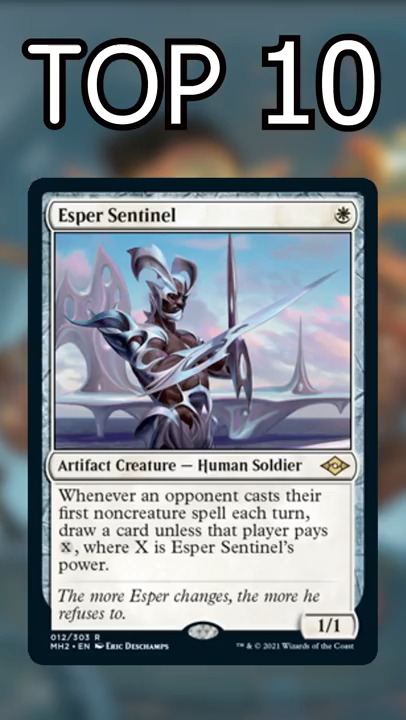 TOP 10
Esper Sentinel
Artifact Creature — Human Soldier
Whenever an opponent casts their
first noncreature spell each turn,
draw a card unless that player pays
X, where X is Esper Sentinel's
power.
The more Esper changes, the more he
refuses to.
1/1
012/303 R
MH2 • EN Eric Deschamps
™ & © 2021 Wizards of the Coast